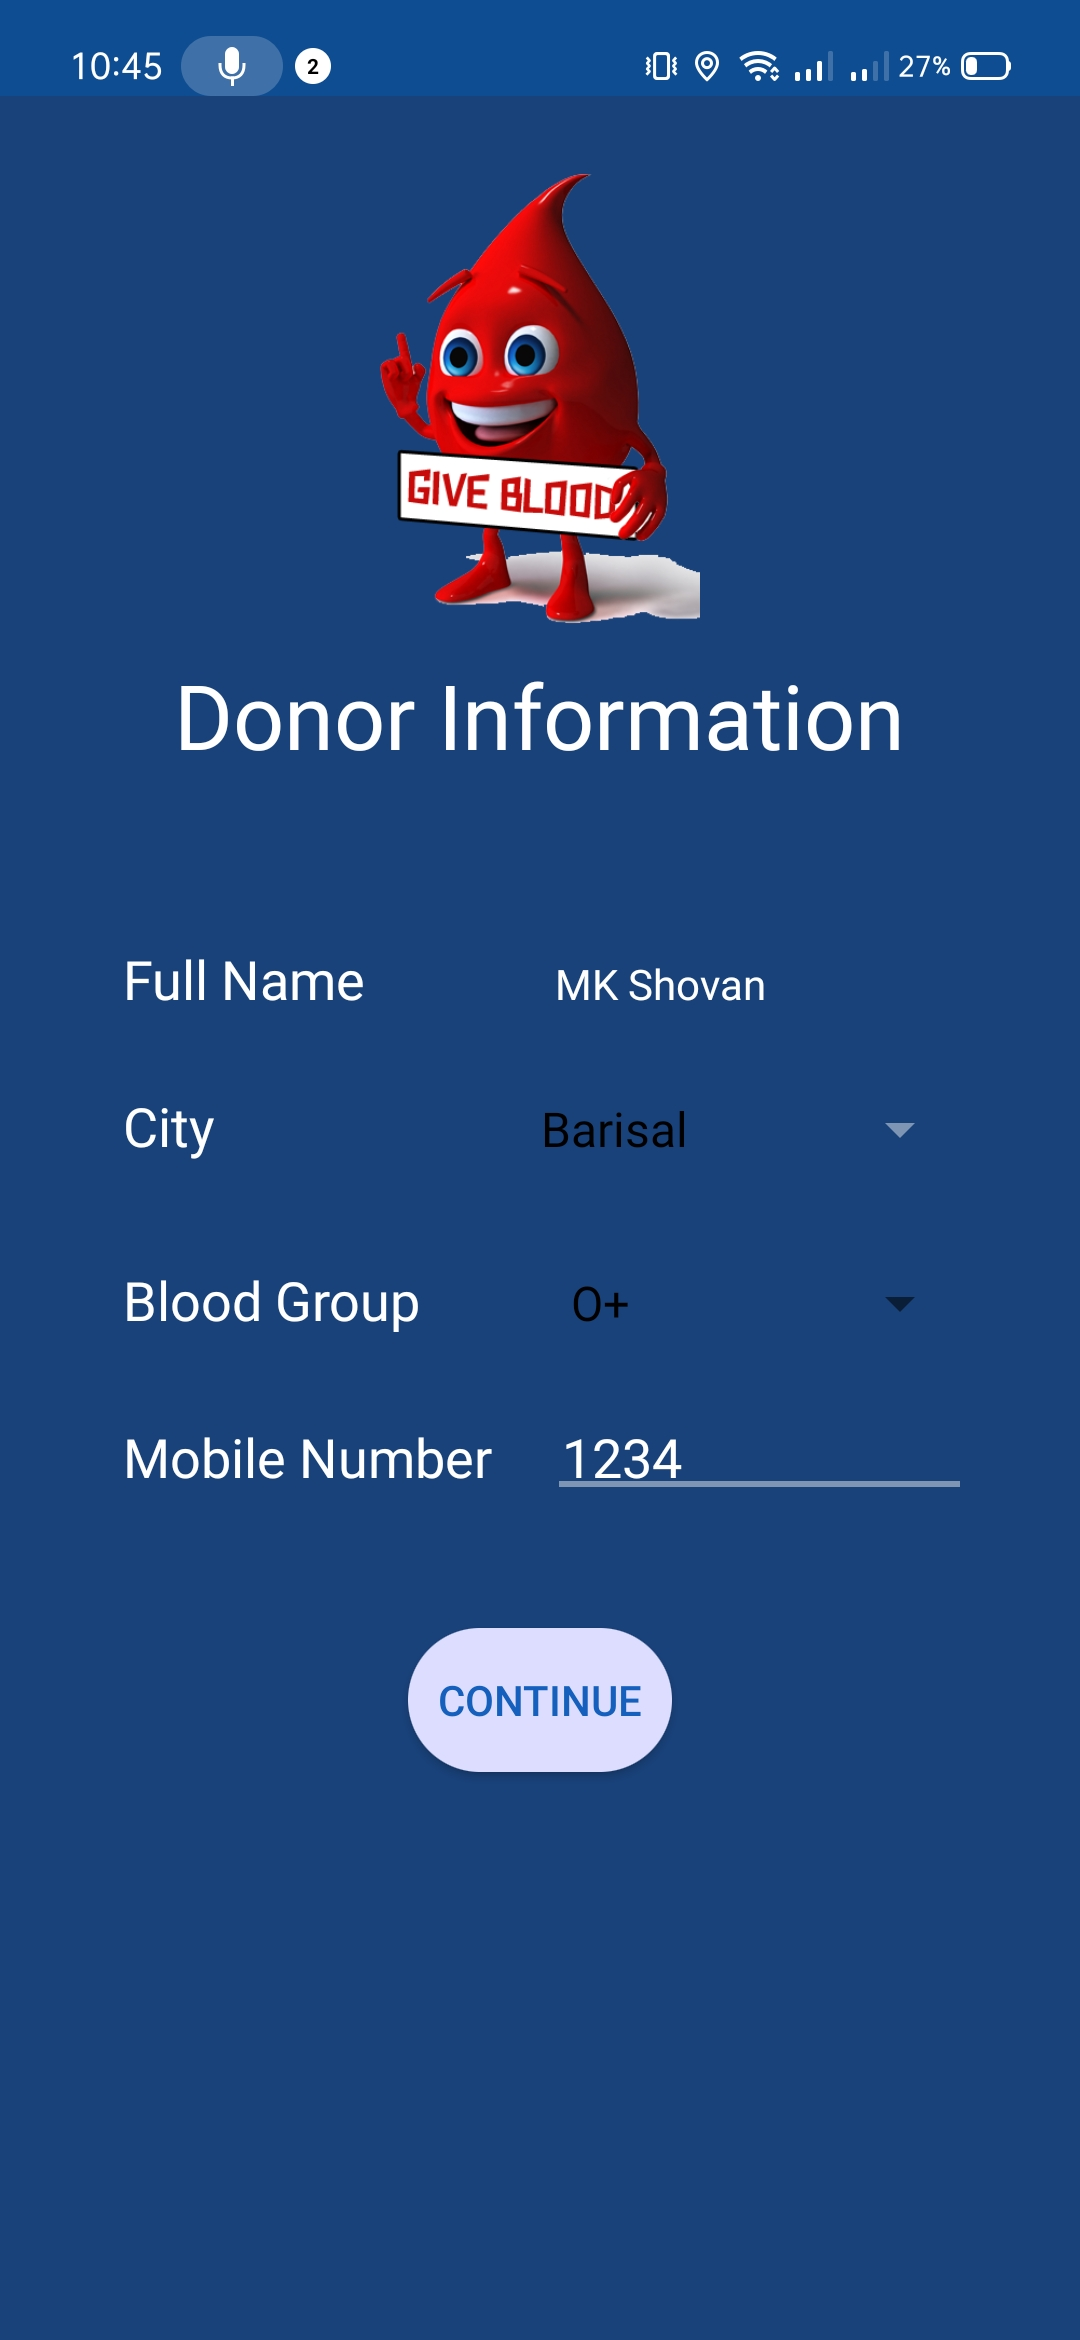 10:45 2 27%
GIVE BLOOD
Donor Information
Full Name MK Shovan
City Barisal
Blood Group O+
Mobile Number 1234
CONTINUE